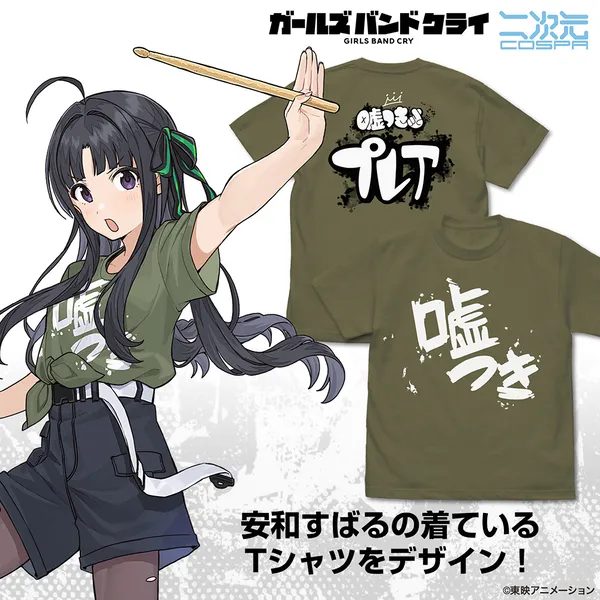 ガールズバンドクライ
GIRLS BAND CRY
二次元
COSPA
嘘つき
プレア
嘘
つき
嘘
つき
安和すばるの着ている
Tシャツをデザイン！
©東映アニメーション